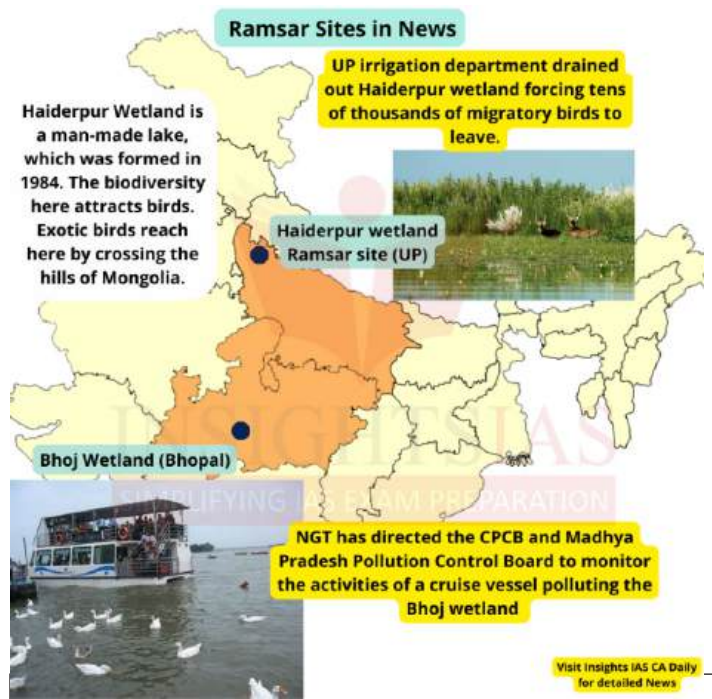 Ramsar Sites in News
UP irrigation department drained
out Haiderpur wetland forcing tens
of thousands of migratory birds to
leave.
Haiderpur Wetland is
a man-made lake,
which was formed in
1984. The biodiversity
here attracts birds.
Exotic birds reach
here by crossing the
hills of Mongolia.
Haiderpur wetland
Ramsar site (UP)
INSIGHTSIAS
SIMPLIFYING IAS EXAM PREPARATION
Bhoj Wetland (Bhopal)
NGT has directed the CPCB and Madhya
Pradesh Pollution Control Board to monitor
the activities of a cruise vessel polluting the
Bhoj wetland
Visit Insights IAS CA Daily
for detailed News